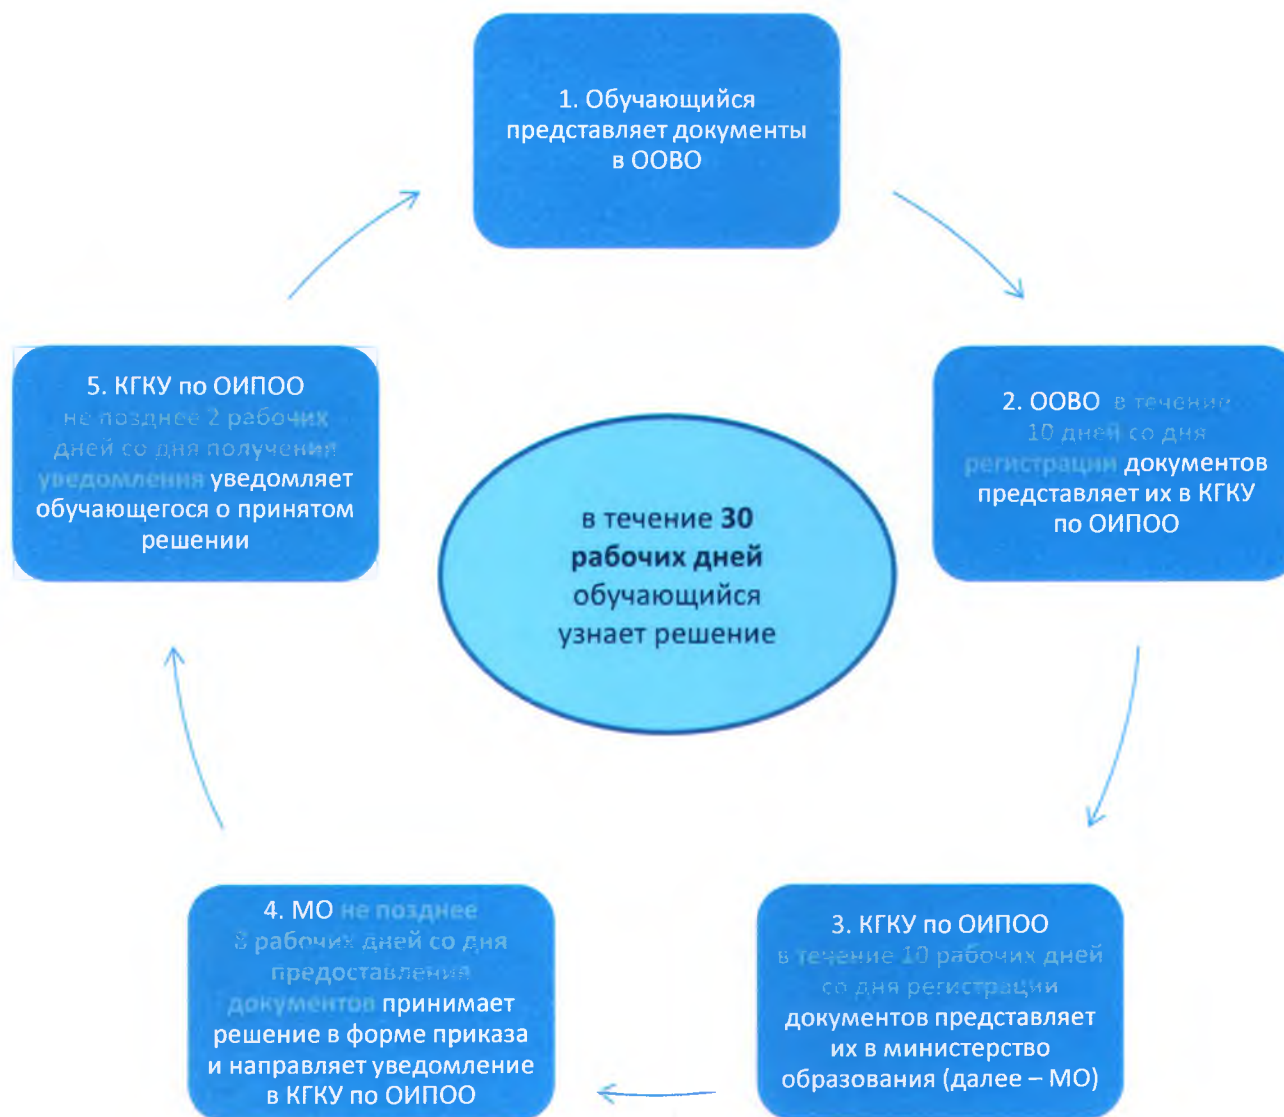 1. Обучающийся
представляет документы
в ООВО
2. ООВО в течение
10 дней со дня
регистрации документов
представляет их в КГКУ
по ОИПОО
3. КГКУ по ОИПОО
в течение 10 рабочих дней
со дня регистрации
документов представляет
их в министерство
образования (далее – МО)
4. МО не позднее
8 рабочих дней со дня
предоставления
документов принимает
решение в форме приказа
и направляет уведомление
в КГКУ по ОИПОО
5. КГКУ по ОИПОО
не позднее 2 рабочих
дней со дня получения
уведомления уведомляет
обучающегося о принятом
решении
в течение 30
рабочих дней
обучающийся
узнает решение